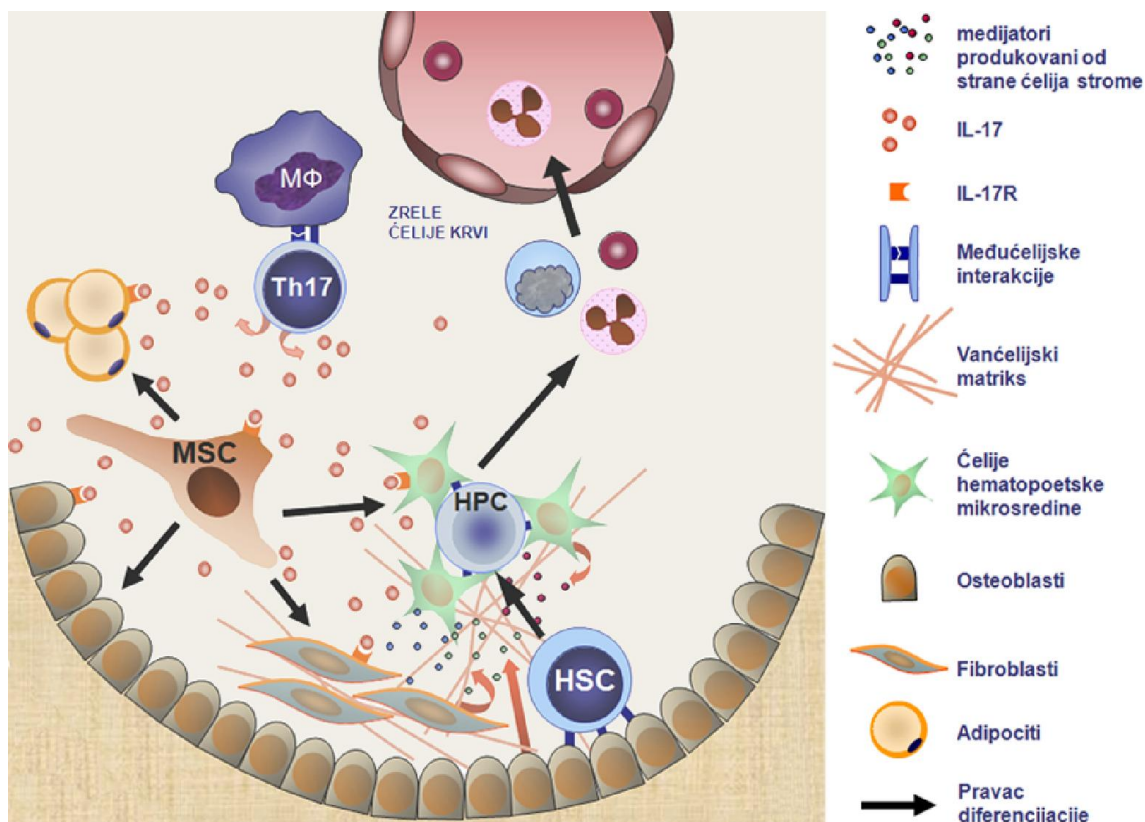 MΦ
Th17
ZRELE
ĆELIJE KRVI
MSC
HPC
HSC
medijatori
produkovani od
strane ćelija strome
IL-17
IL-17R
Međućelijske
interakcije
Vanćelijski
matriks
Ćelije
hematopoetske
mikrosredine
Osteoblasti
Fibroblasti
Adipociti
Pravac
diferencijacije